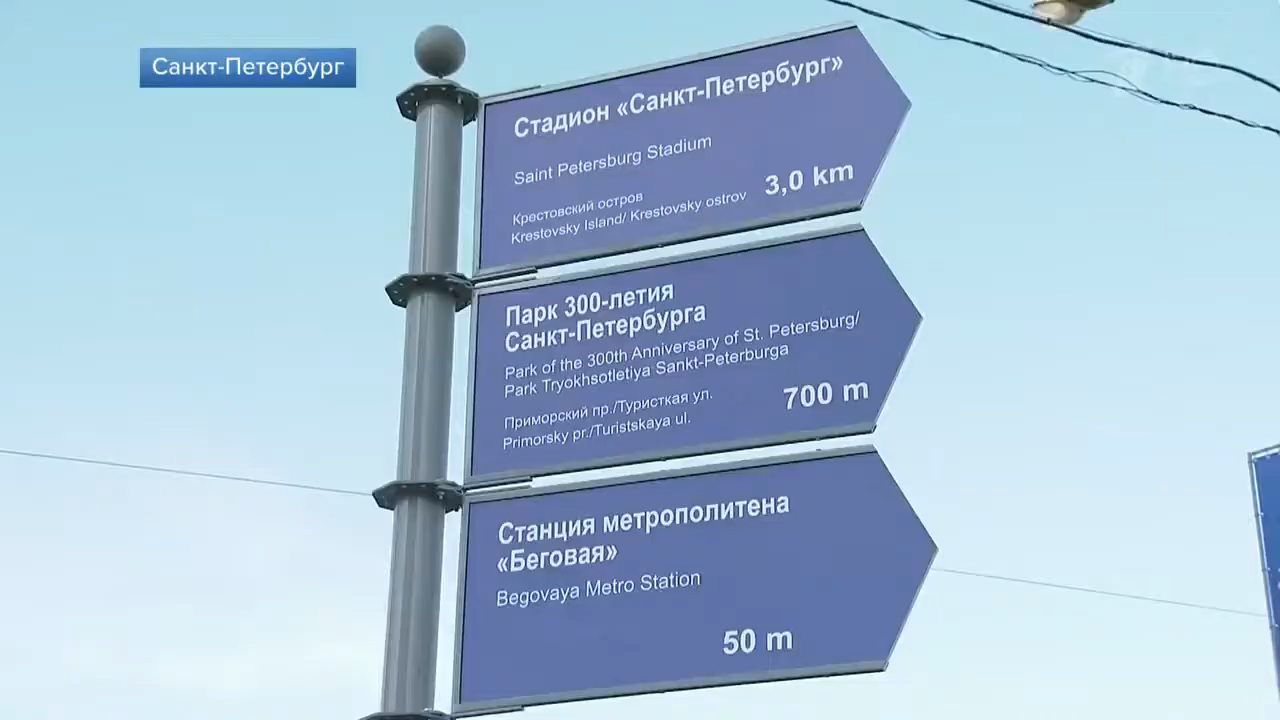 Санкт-Петербург
Стадион «Санкт-Петербург»
Saint Petersburg Stadium
3,0 km
Крестовский остров
Krestovsky Island/ Krestovsky ostrov
Парк 300-летия
Санкт-Петербурга
Park of the 300th Anniversary of St. Petersburg/
Park Tryokhsotletiya Sankt-Peterburga
700 m
Приморский пр./Туристкая ул.
Primorsky pr./Turistskaya ul.
Станция метрополитена
«Беговая»
Begovaya Metro Station
50 m